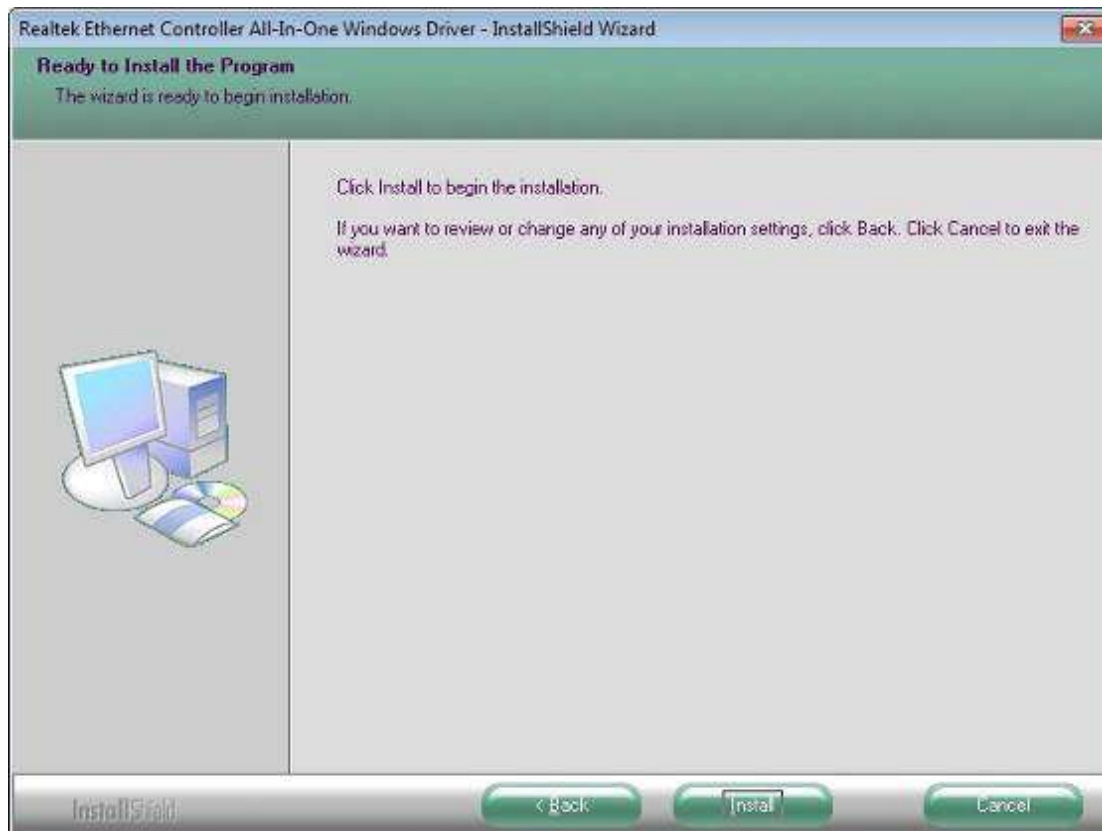 Realtek Ethernet Controller All-In-One Windows Driver - InstallShield Wizard
Ready to Install the Program
The wizard is ready to begin installation.
Click Install to begin the installation.
If you want to review or change any of your installation settings, click Back. Click Cancel to exit the
wizard.
InstallShield
< Back
Install
Cancel